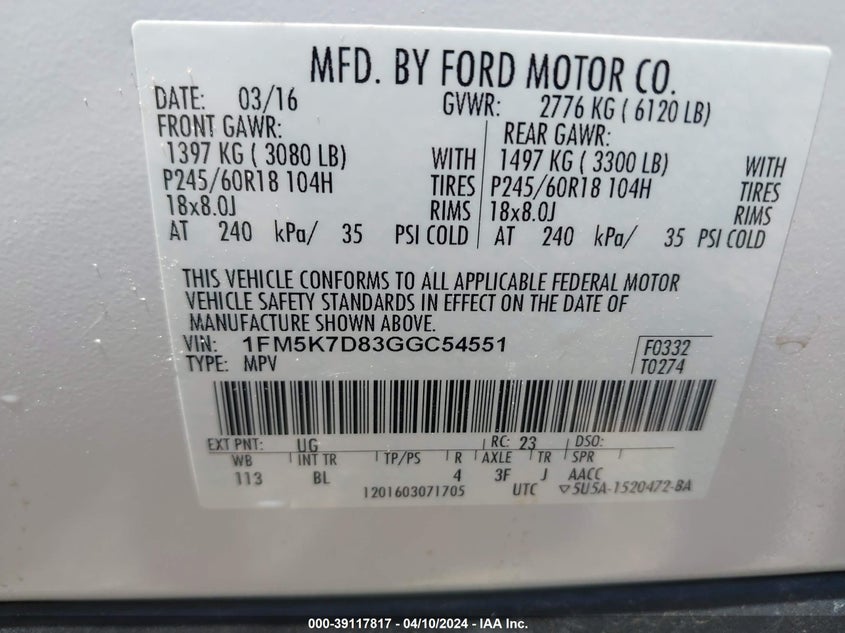 MFD. BY FORD MOTOR CO.
DATE: 03/16 GVWR: 2776 KG ( 6120 LB)
FRONT GAWR: REAR GAWR:
1397 KG ( 3080 LB) WITH 1497 KG ( 3300 LB) WITH
P245/60R18 104H TIRES P245/60R18 104H TIRES
18x8.0J RIMS 18x8.0J RIMS
AT 240 kPa/ 35 PSI COLD AT 240 kPa/ 35 PSI COLD
THIS VEHICLE CONFORMS TO ALL APPLICABLE FEDERAL MOTOR
VEHICLE SAFETY STANDARDS IN EFFECT ON THE DATE OF
MANUFACTURE SHOWN ABOVE.
VIN: 1FM5K7D83GGC54551 F0332
TYPE: MPV T0274
EXT PNT: UG RC: 23 DSO:
WB INT TR TP/PS R AXLE TR SPR
113 BL 4 3F J AACC
1201603071705 UTC ▽5U5A-1520472-BA
000-39117817 - 04/10/2024 - IAA Inc.